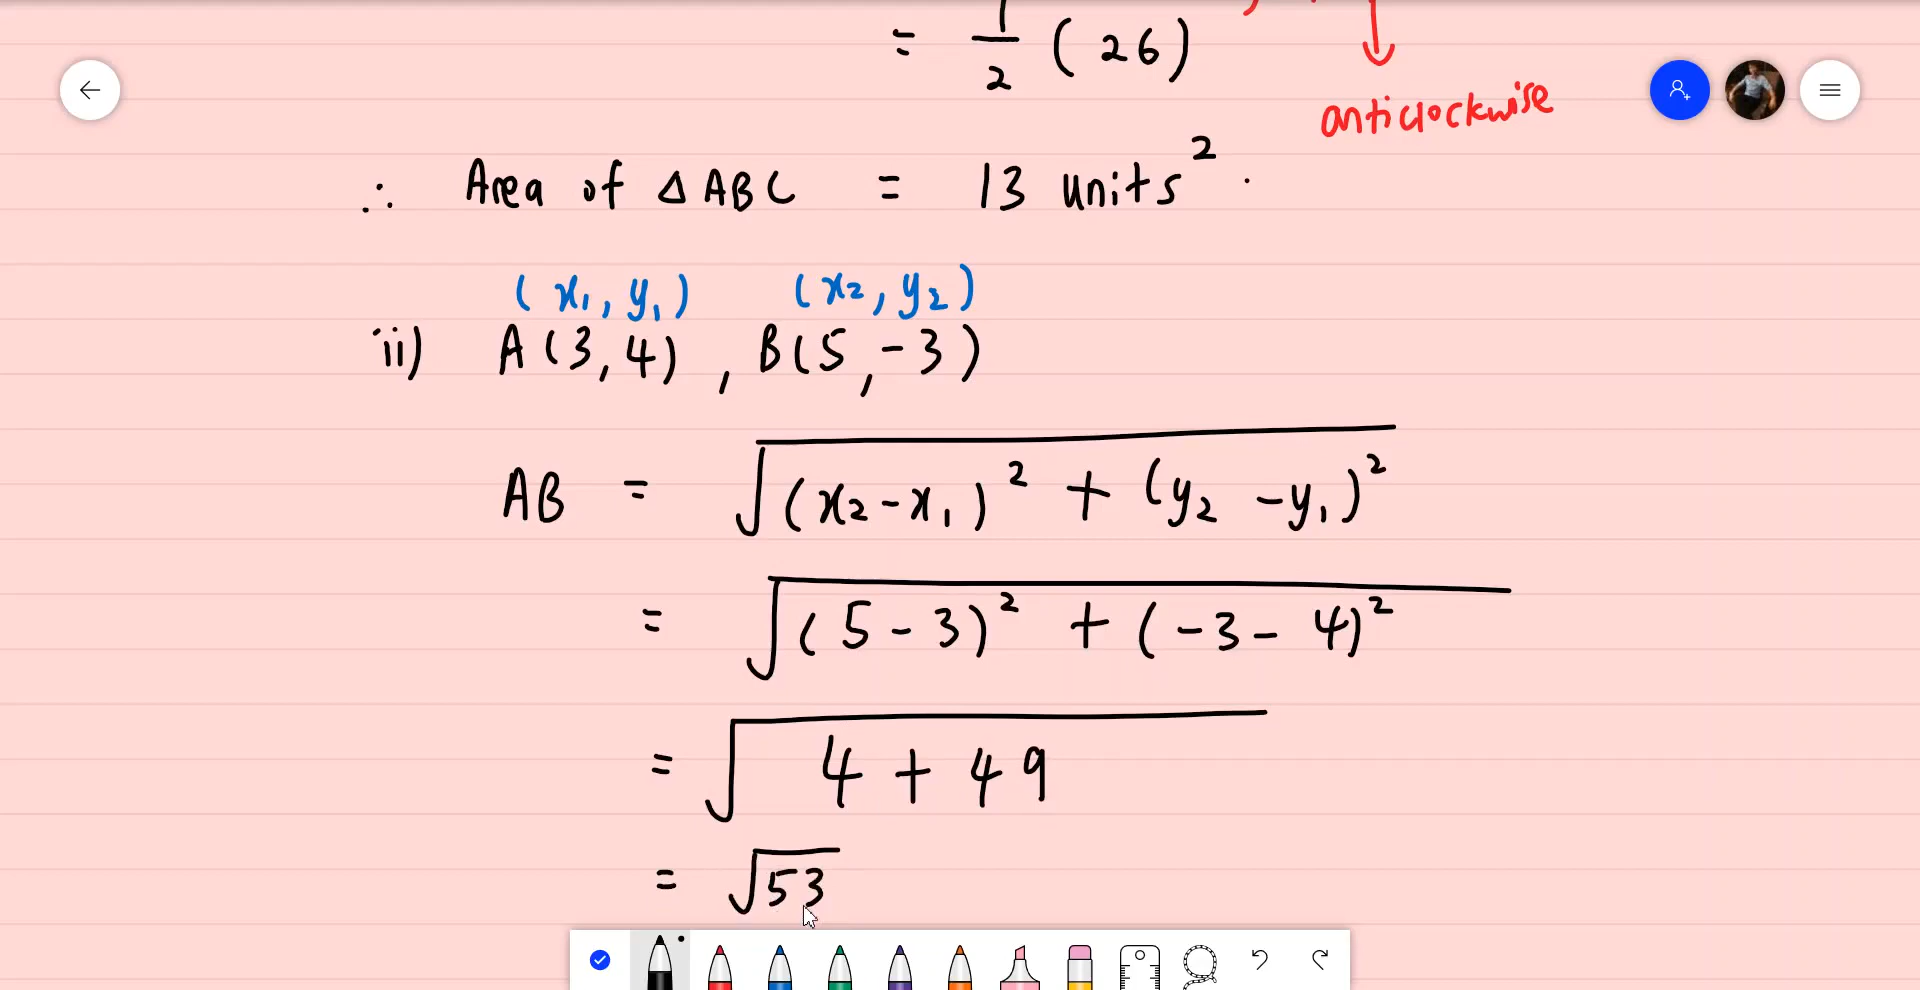 = 1/2 (26)
anticlockwise
∴ Area of Δ ABC = 13 units² .
(x₁, y₁) (x₂, y₂)
ii) A(3, 4) , B(5, -3)
AB = √((x₂-x₁)² + (y₂ -y₁)²)
= √((5-3)² + (-3- 4)²)
= √(4 + 49)
= √53